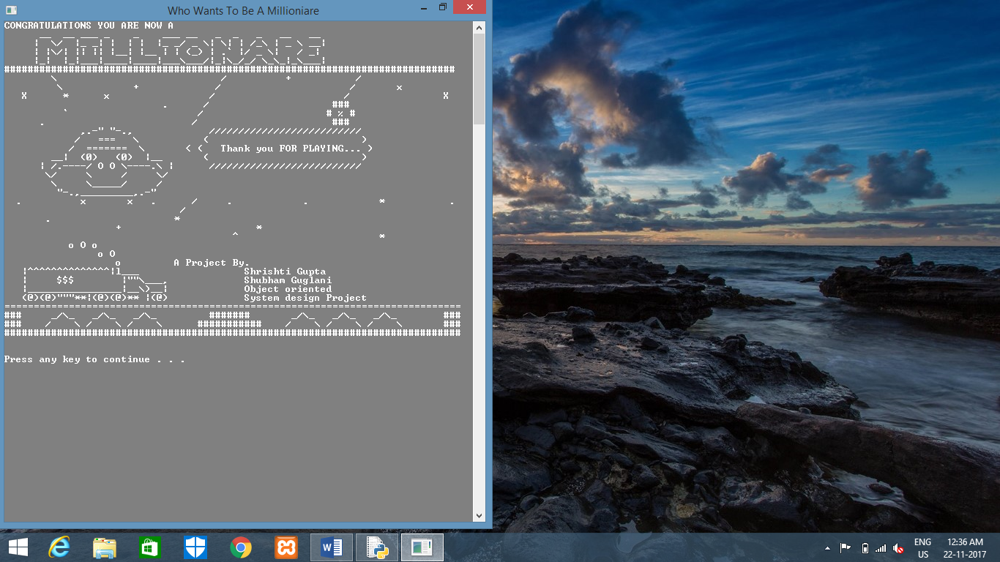 Who Wants To Be A Millioniare
CONGRATULATIONS YOU ARE NOW A
MILLIONARE
Thank you FOR PLAYING...
A Project By.
Shrishti Gupta
$$$
Shubham Guglani
Object oriented
System design Project
Press any key to continue . . .
ENG
12:36 AM
US
22-11-2017